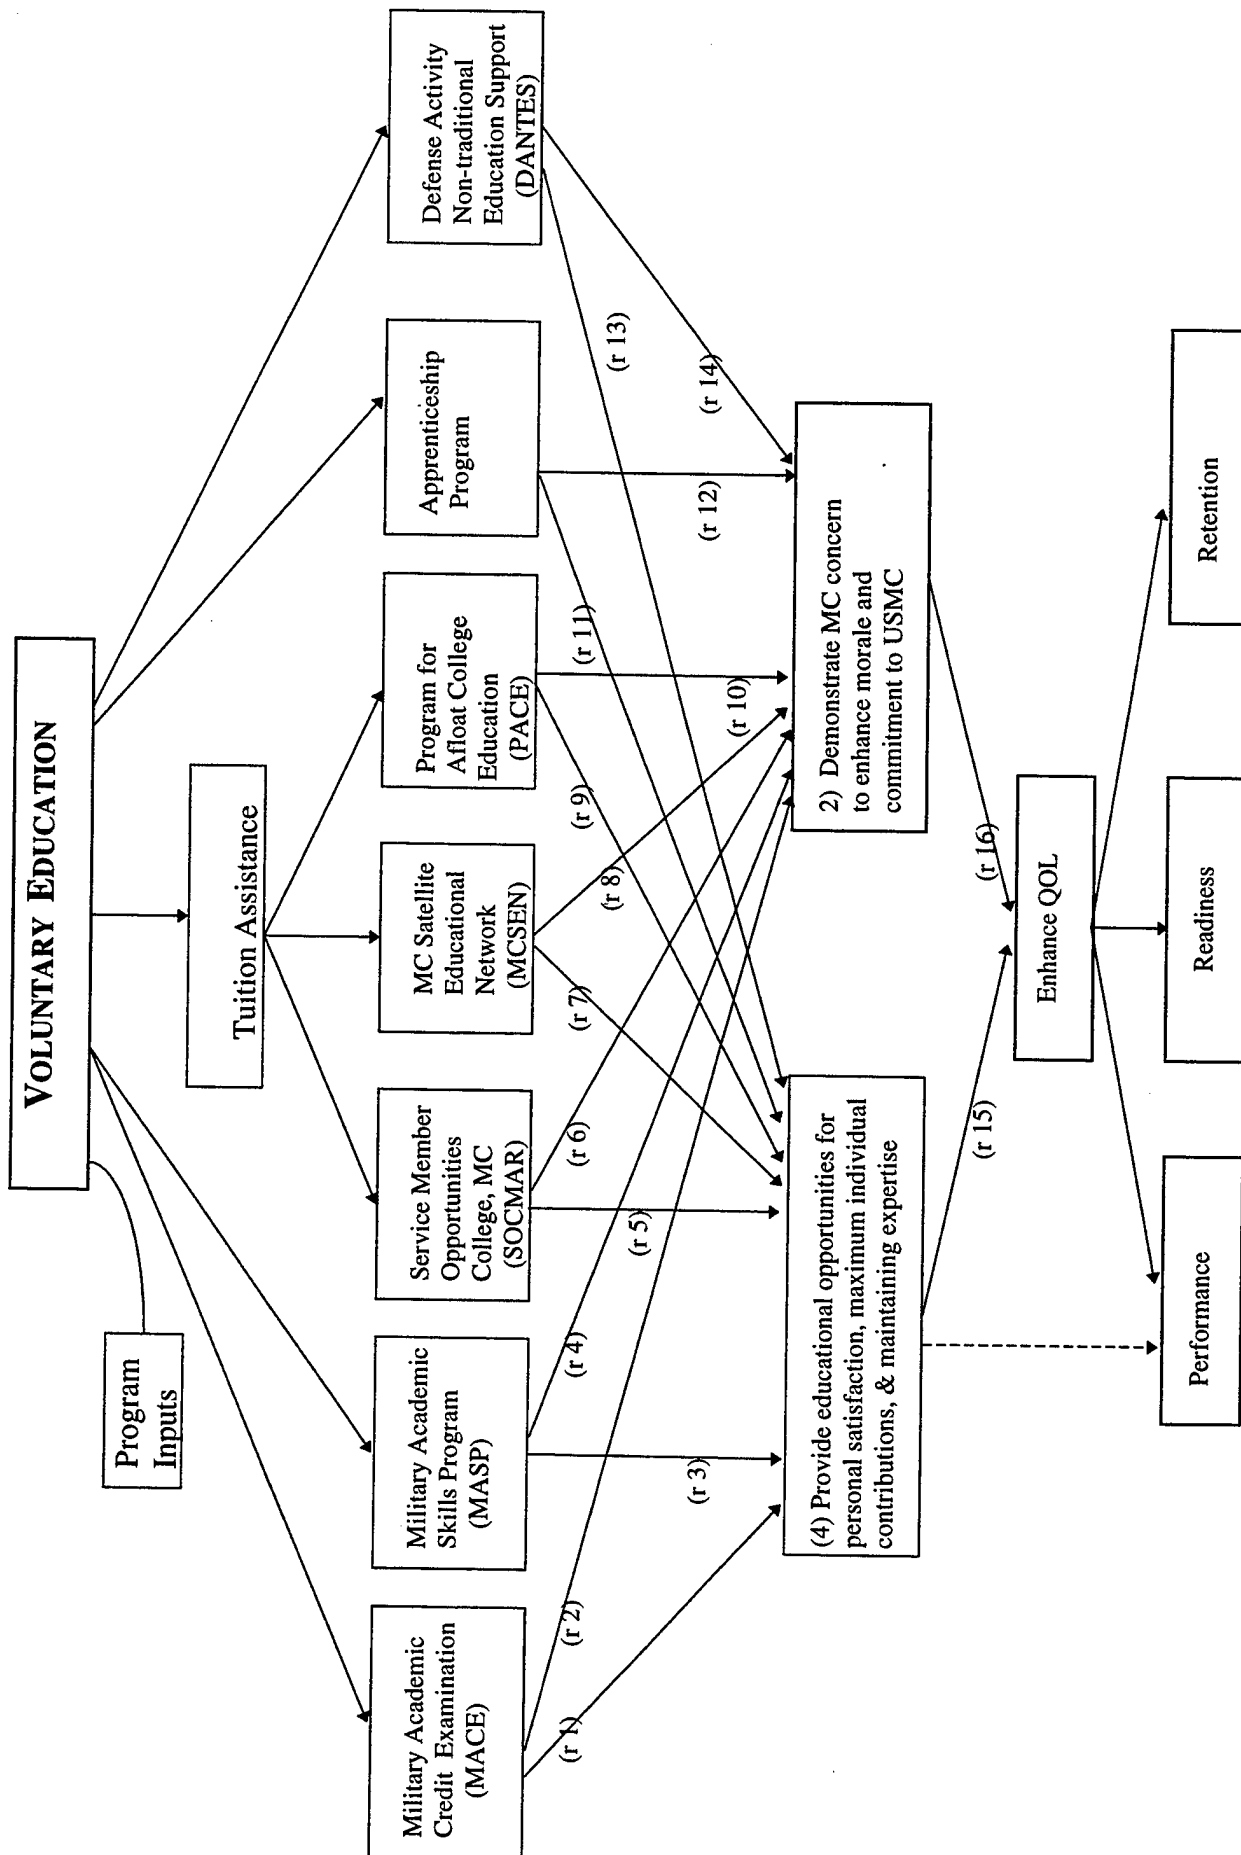 VOLUNTARY EDUCATION
Program
Inputs
Tuition Assistance
Military Academic
Credit Examination
(MACE)
Military Academic
Skills Program
(MASP)
Service Member
Opportunities
College, MC
(SOCMAR)
MC Satellite
Educational
Network
(MCSEN)
Program for
Afloat College
Education
(PACE)
Apprenticeship
Program
Defense Activity
Non-traditional
Education Support
(DANTES)
(r 1)
(r 2)
(r 3)
(r 4)
(r 5)
(r 6)
(r 7)
(r 8)
(r 9)
(r 10)
(r 11)
(r 12)
(r 13)
(r 14)
(4) Provide educational opportunities for
personal satisfaction, maximum individual
contributions, & maintaining expertise
2) Demonstrate MC concern
to enhance morale and
commitment to USMC
(r 15)
(r 16)
Enhance QOL
Performance
Readiness
Retention